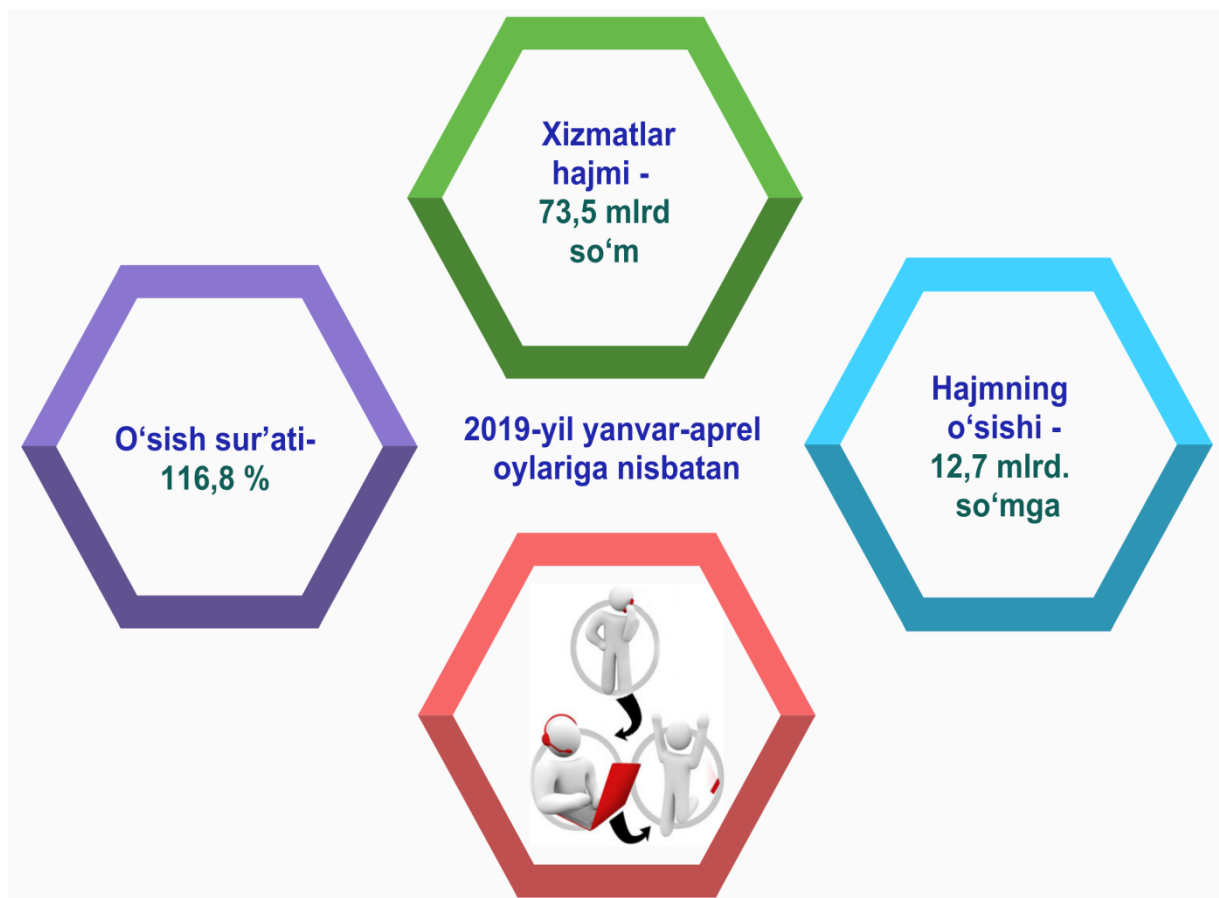 Xizmatlar
hajmi -
73,5 mlrd
so‘m
O‘sish sur’ati-
116,8 %
2019-yil yanvar-aprel
oylariga nisbatan
Hajmning
o‘sishi -
12,7 mlrd.
so‘mga